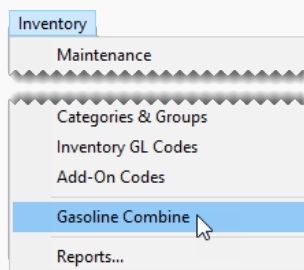 Inventory
Maintenance
Categories & Groups
Inventory GL Codes
Add-On Codes
Gasoline Combine
Reports...